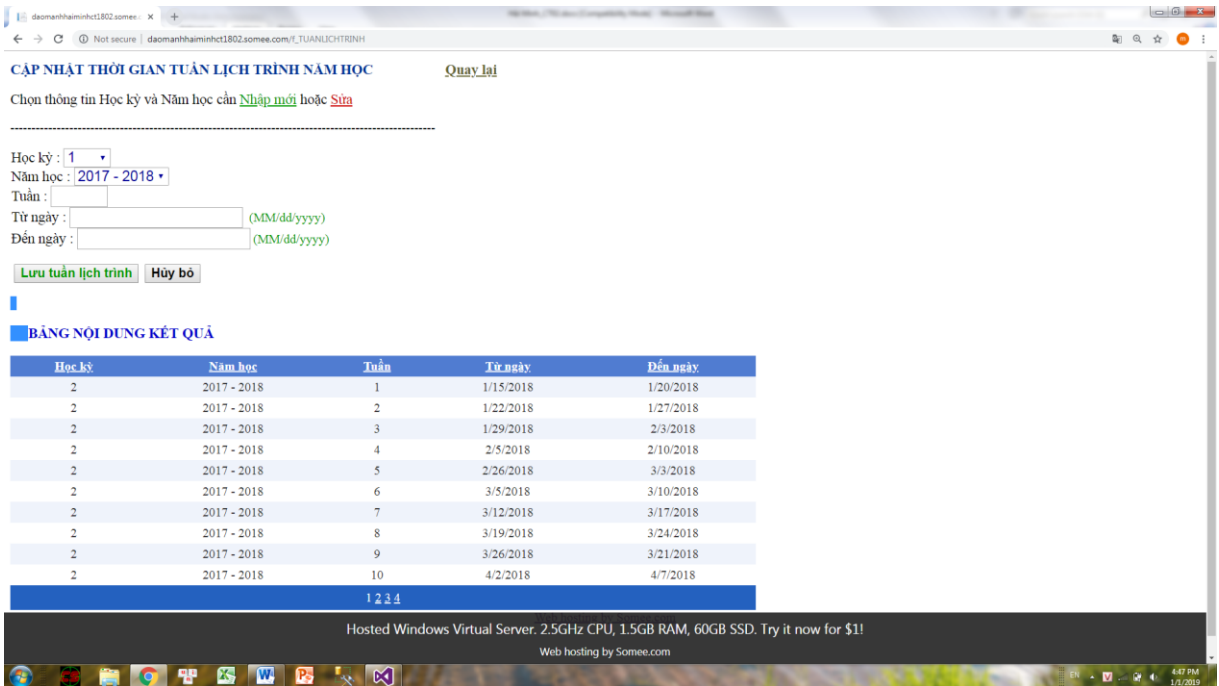 daomanhhaiminhct1802.somee.
Not secure | daomanhhaiminhct1802.somee.com/f_TUANLICHTRINH
CẬP NHẬT THỜI GIAN TUẦN LỊCH TRÌNH NĂM HỌC Quay lại
Chọn thông tin Học kỳ và Năm học cần Nhập mới hoặc Sửa
Học kỳ : 1
Năm học : 2017 - 2018
Tuần :
Từ ngày : (MM/dd/yyyy)
Đến ngày : (MM/dd/yyyy)
Lưu tuần lịch trình Hủy bỏ
BẢNG NỘI DUNG KẾT QUẢ
Học kỳ Năm học Tuần Từ ngày Đến ngày
2 2017 - 2018 1 1/15/2018 1/20/2018
2 2017 - 2018 2 1/22/2018 1/27/2018
2 2017 - 2018 3 1/29/2018 2/3/2018
2 2017 - 2018 4 2/5/2018 2/10/2018
2 2017 - 2018 5 2/26/2018 3/3/2018
2 2017 - 2018 6 3/5/2018 3/10/2018
2 2017 - 2018 7 3/12/2018 3/17/2018
2 2017 - 2018 8 3/19/2018 3/24/2018
2 2017 - 2018 9 3/26/2018 3/21/2018
2 2017 - 2018 10 4/2/2018 4/7/2018
1 2 3 4
Hosted Windows Virtual Server. 2.5GHz CPU, 1.5GB RAM, 60GB SSD. Try it now for $1!
Web hosting by Somee.com
EN 4:47 PM
1/1/2019